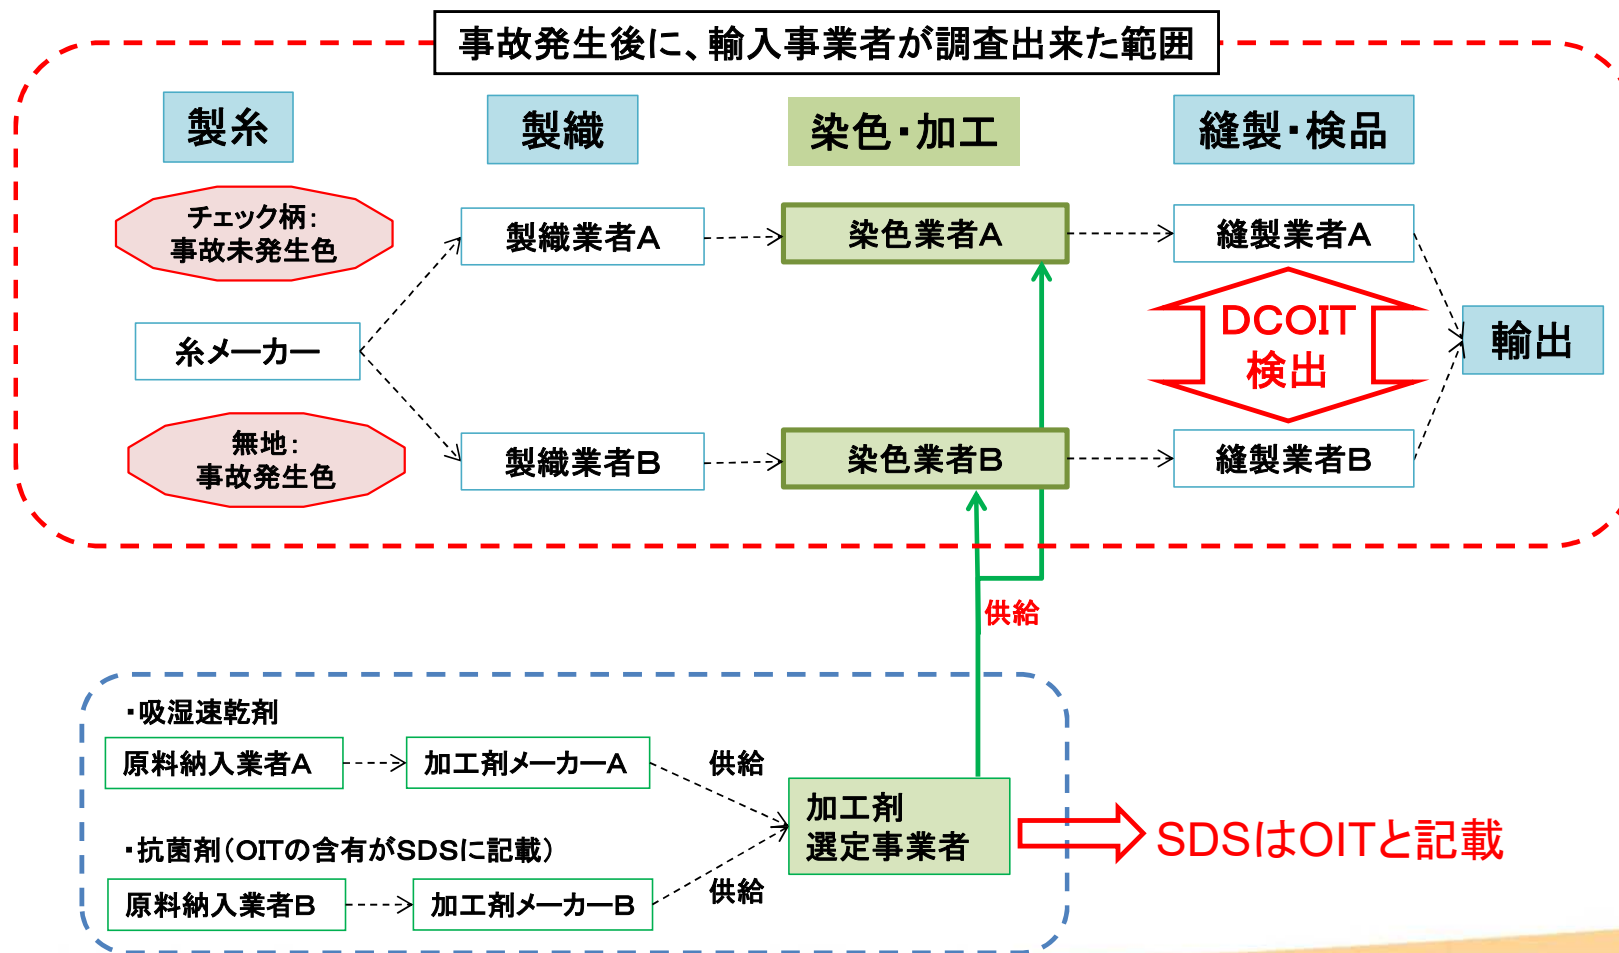 事故発生後に、輸入事業者が調査出来た範囲
製糸
製織
染色・加工
縫製・検品
チェック柄：
事故未発生色
製織業者A
染色業者A
縫製業者A
糸メーカー
DCOIT
検出
輸出
無地：
事故発生色
製織業者B
染色業者B
縫製業者B
供給
・吸湿速乾剤
原料納入業者A
加工剤メーカーA
供給
加工剤
選定事業者
SDSはOITと記載
・抗菌剤（OITの含有がSDSに記載）
原料納入業者B
加工剤メーカーB
供給